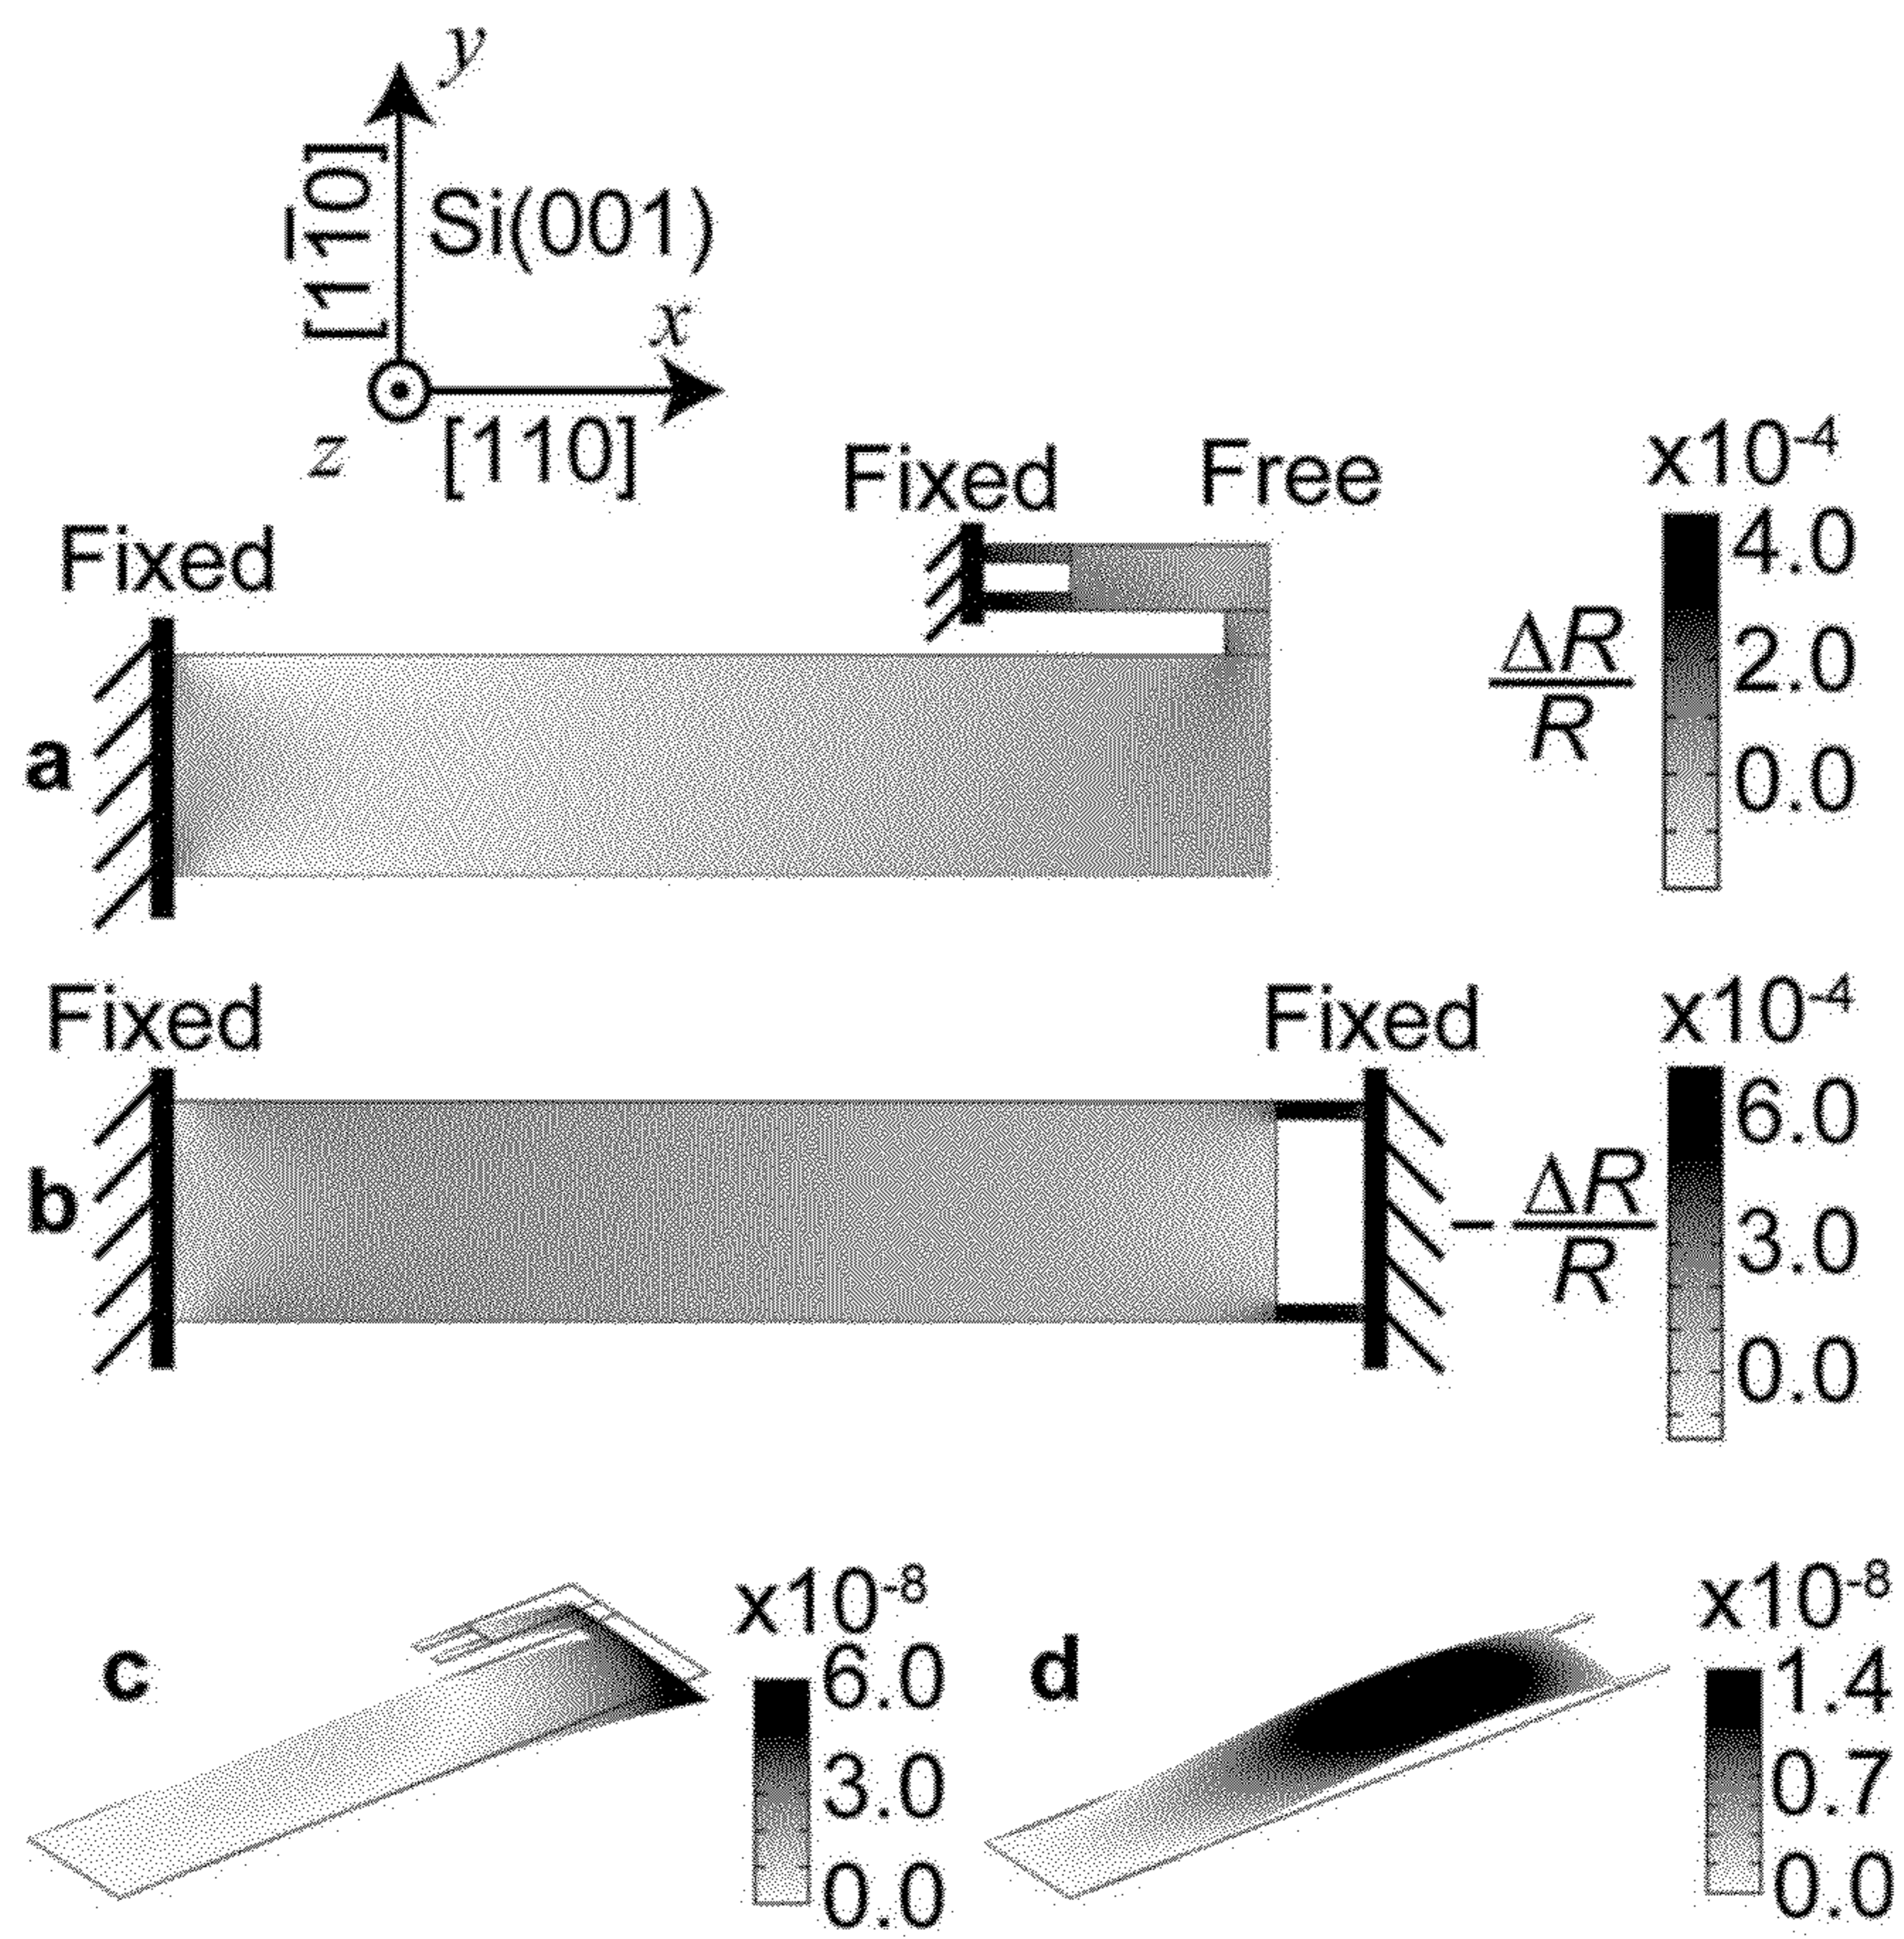 y
[11̅0]
Si(001)
x
z
[110]
Fixed
Fixed
Free
x10-4
4.0
2.0
0.0
ΔR
R
a
Fixed
Fixed
x10-4
6.0
3.0
0.0
− ΔR
R
b
c
x10-8
6.0
3.0
0.0
d
x10-8
1.4
0.7
0.0